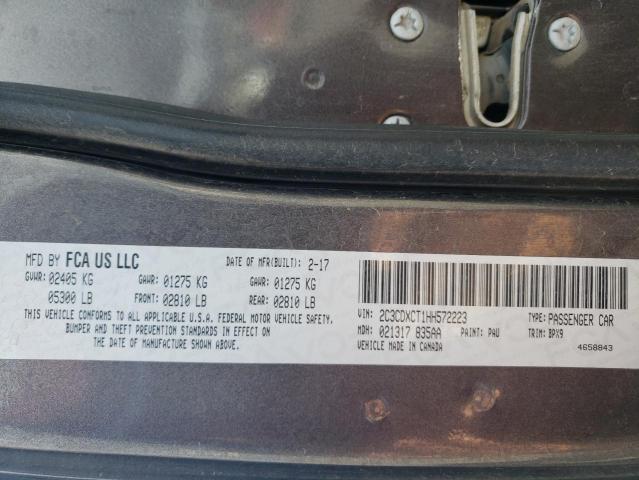 MFD BY FCA US LLC DATE OF MFR(BUILT): 2-17
GVWR: 02405 KG GAWR: 01275 KG GAWR: 01275 KG
05300 LB FRONT: 02810 LB REAR: 02810 LB
THIS VEHICLE CONFORMS TO ALL APPLICABLE U.S.A. FEDERAL MOTOR VEHICLE SAFETY,
BUMPER AND THEFT PREVENTION STANDARDS IN EFFECT ON
THE DATE OF MANUFACTURE SHOWN ABOVE.
VIN: 2C3CDXCT1HH572223 TYPE: PASSENGER CAR
MDH: 021317 835AA PAINT: PAU TRIM: BPX9
VEHICLE MADE IN CANADA 4658843